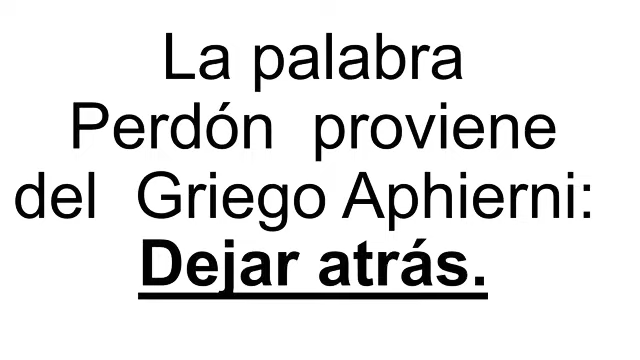 La palabra
Perdón proviene
del Griego Aphierni:
Dejar atrás.